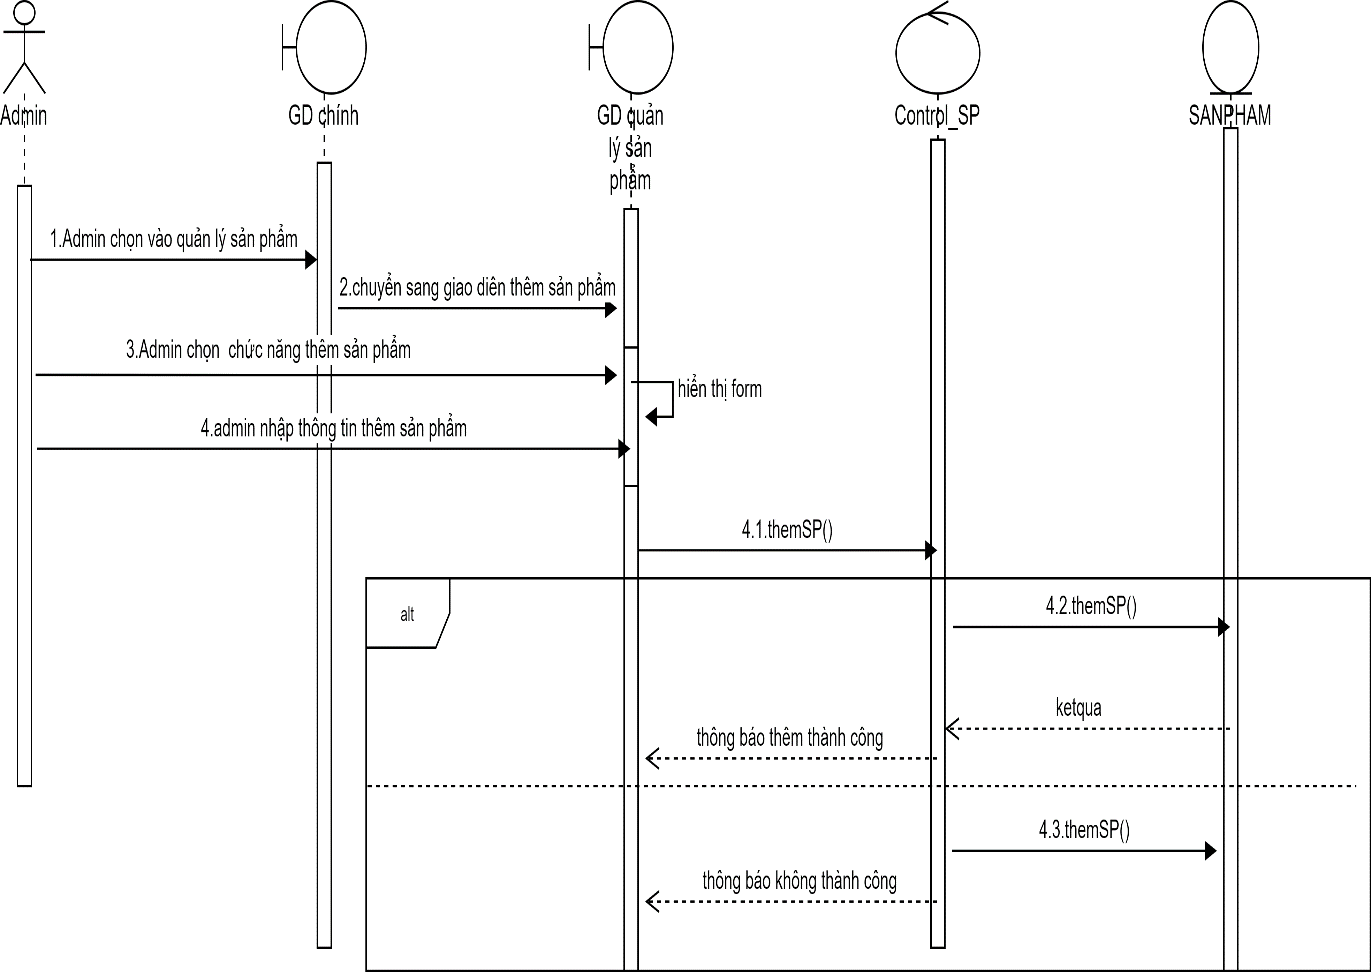 Admin
GD chính
GD quản
lý sản
phẩm
Control_SP
SANPHAM
1.Admin chọn vào quản lý sản phẩm
2.chuyển sang giao diên thêm sản phẩm
3.Admin chọn chức năng thêm sản phẩm
hiển thị form
4.admin nhập thông tin thêm sản phẩm
4.1.themSP()
alt
4.2.themSP()
ketqua
thông báo thêm thành công
4.3.themSP()
thông báo không thành công